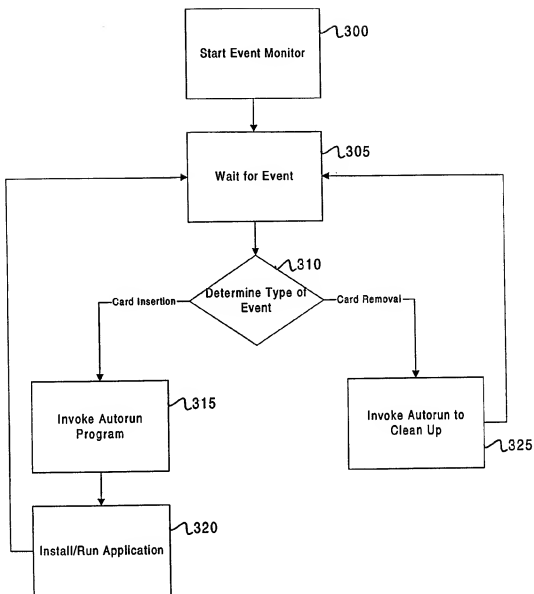 300
Start Event Monitor
305
Wait for Event
310
Determine Type of
Event
Card Insertion
Card Removal
315
Invoke Autorun
Program
Invoke Autorun to
Clean Up
325
320
Install/Run Application